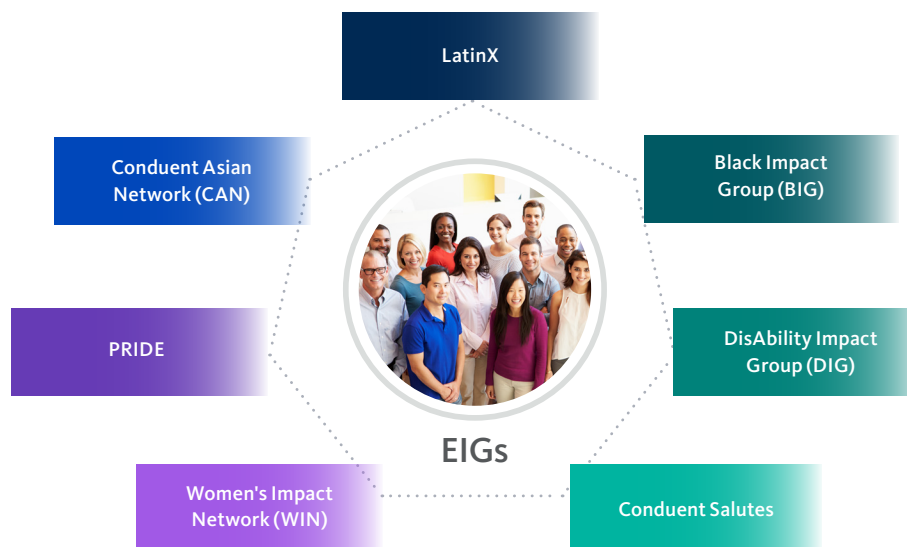 LatinX
Conduent Asian
Network (CAN)
Black Impact
Group (BIG)
PRIDE
DisAbility Impact
Group (DIG)
EIGs
Women's Impact
Network (WIN)
Conduent Salutes